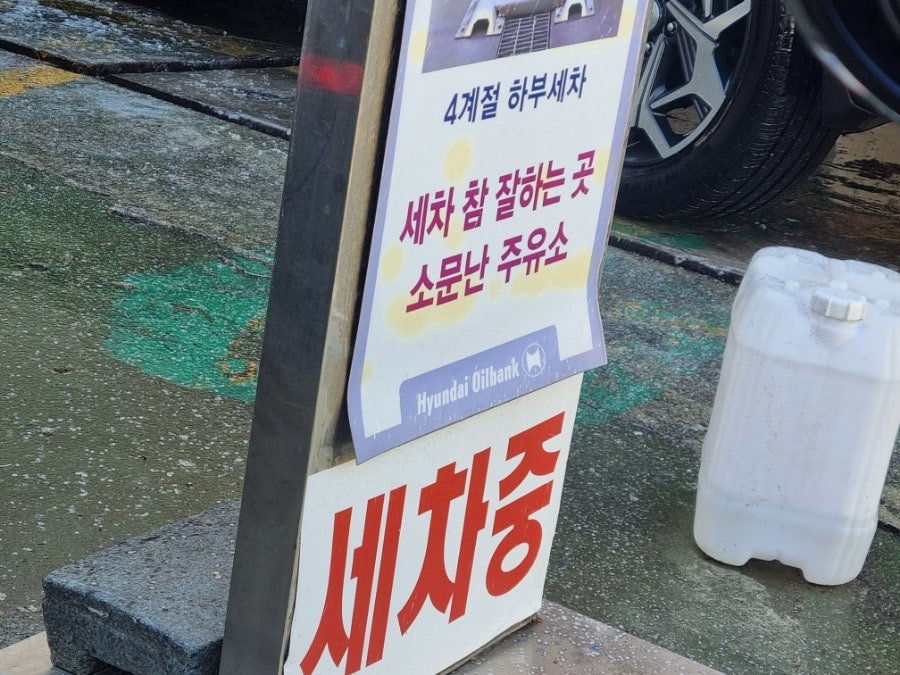 4계절 하부세차
세차 참 잘하는 곳
소문난 주유소
Hyundai Oilbank
세차중